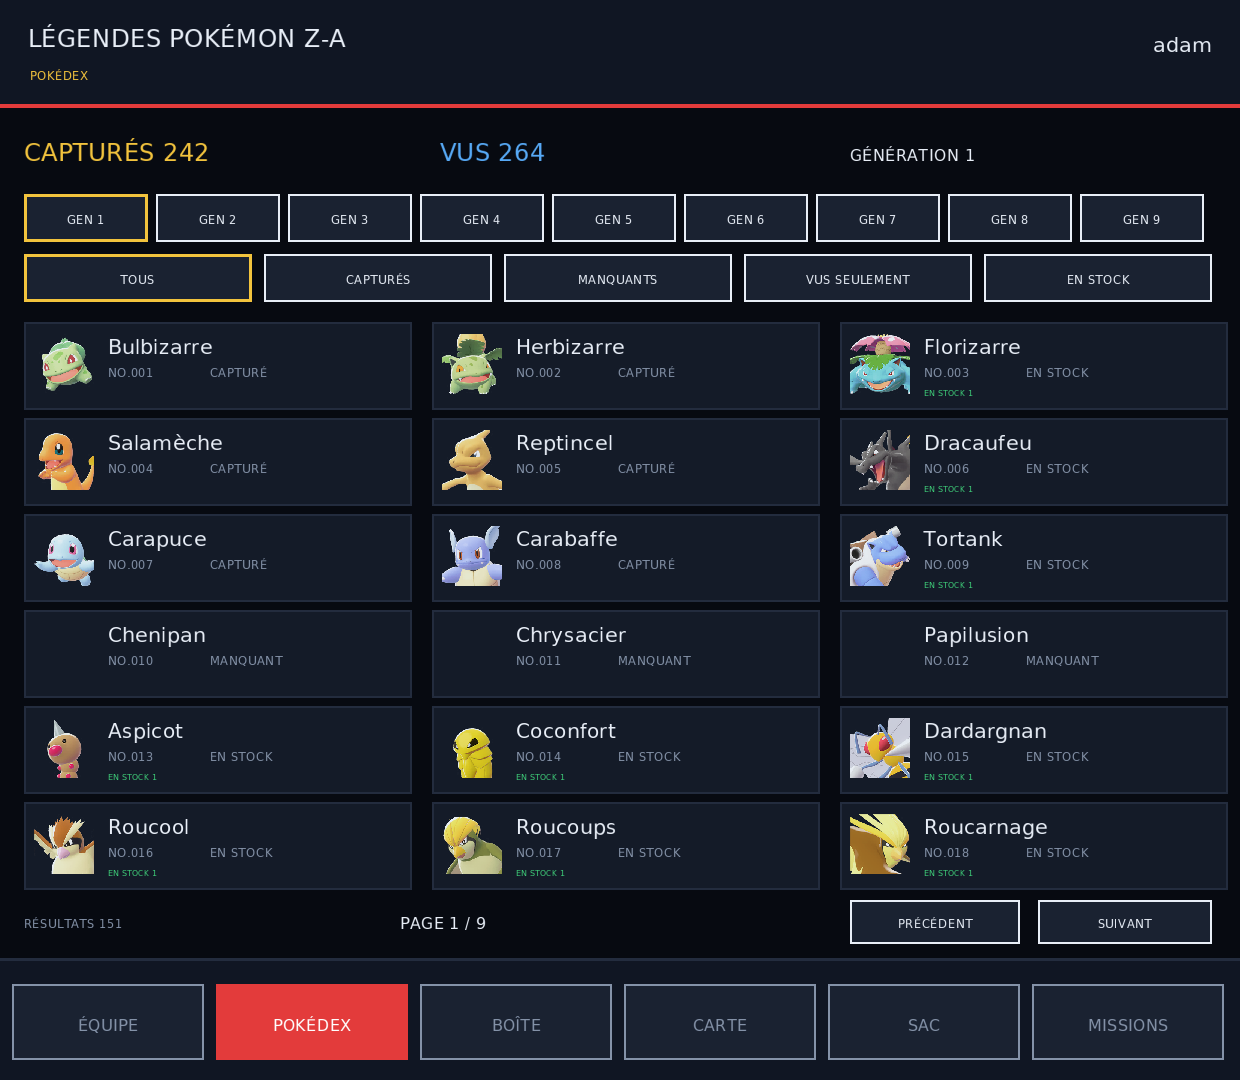 LÉGENDES POKÉMON Z-A
adam
POKÉDEX
CAPTURÉS 242
VUS 264
GÉNÉRATION 1
GEN 1
GEN 2
GEN 3
GEN 4
GEN 5
GEN 6
GEN 7
GEN 8
GEN 9
TOUS
CAPTURÉS
MANQUANTS
VUS SEULEMENT
EN STOCK
Bulbizarre
NO.001 CAPTURÉ
Herbizarre
NO.002 CAPTURÉ
Florizarre
NO.003 EN STOCK
EN STOCK 1
Salamèche
NO.004 CAPTURÉ
Reptincel
NO.005 CAPTURÉ
Dracaufeu
NO.006 EN STOCK
EN STOCK 1
Carapuce
NO.007 CAPTURÉ
Carabaffe
NO.008 CAPTURÉ
Tortank
NO.009 EN STOCK
EN STOCK 1
Chenipan
NO.010 MANQUANT
Chrysacier
NO.011 MANQUANT
Papilusion
NO.012 MANQUANT
Aspicot
NO.013 EN STOCK
EN STOCK 1
Coconfort
NO.014 EN STOCK
EN STOCK 1
Dardargnan
NO.015 EN STOCK
EN STOCK 1
Roucool
NO.016 EN STOCK
EN STOCK 1
Roucoups
NO.017 EN STOCK
EN STOCK 1
Roucarnage
NO.018 EN STOCK
EN STOCK 1
RÉSULTATS 151
PAGE 1 / 9
PRÉCÉDENT
SUIVANT
ÉQUIPE
POKÉDEX
BOÎTE
CARTE
SAC
MISSIONS